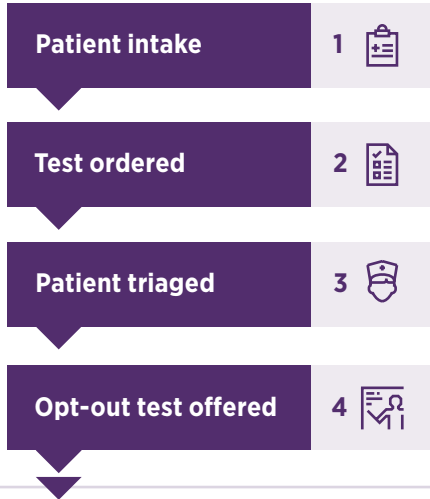 Patient intake 1
Test ordered 2
Patient triaged 3
Opt-out test offered 4